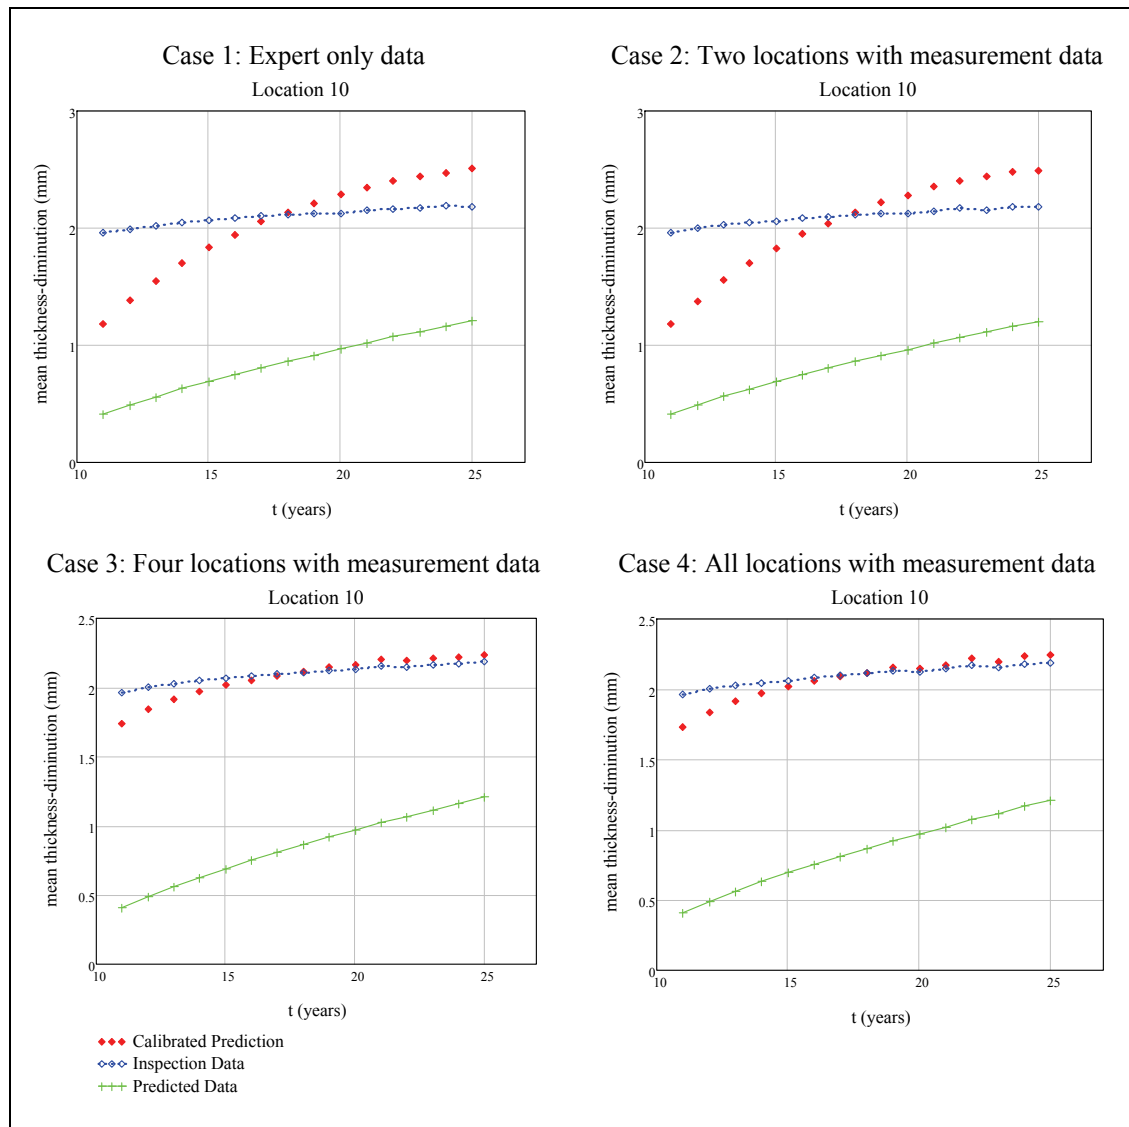 Case 1: Expert only data
Location 10
3
2
1
0
mean thickness-diminution (mm)
10
15
20
25
t (years)
Case 2: Two locations with measurement data
Location 10
3
2
1
0
mean thickness-diminution (mm)
10
15
20
25
t (years)
Case 3: Four locations with measurement data
Location 10
2.5
2
1.5
1
0.5
0
mean thickness-diminution (mm)
10
15
20
25
t (years)
Case 4: All locations with measurement data
Location 10
2.5
2
1.5
1
0.5
0
mean thickness-diminution (mm)
10
15
20
25
t (years)
Calibrated Prediction
Inspection Data
Predicted Data